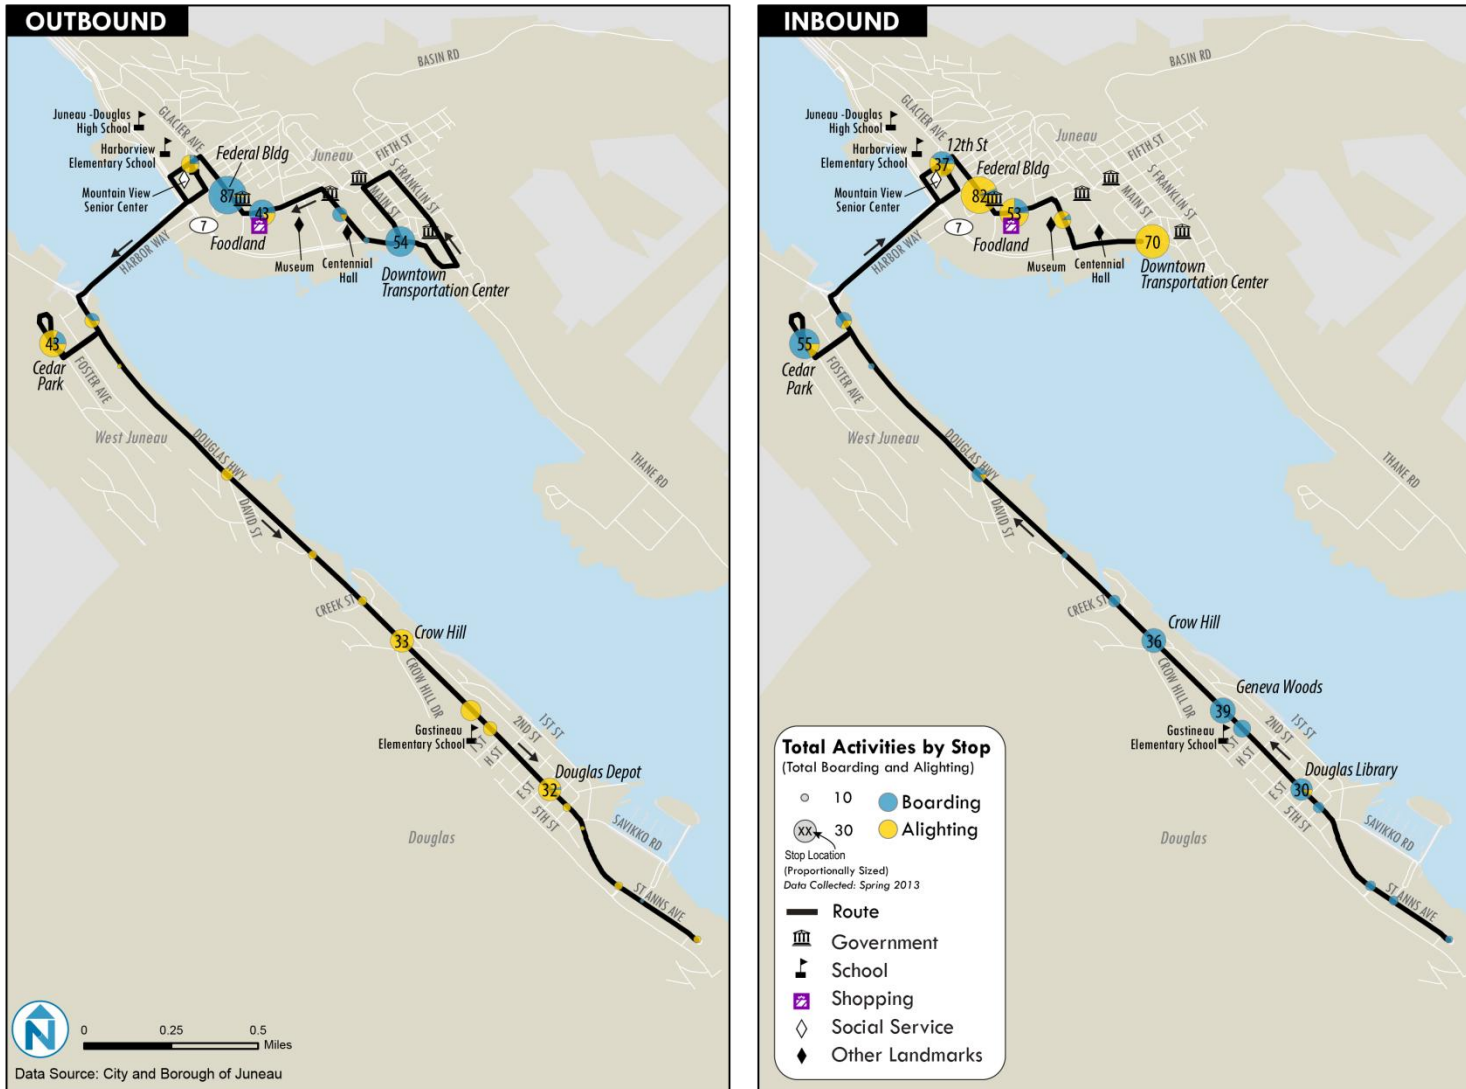 OUTBOUND
BASIN RD
Juneau -Douglas
High School
GLACIER AVE
Harborview
Elementary School
Federal Bldg
Juneau
FIFTH ST
S FRANKLIN ST
MAIN ST
Mountain View
Senior Center
87
43
7
Foodland
54
Museum
Centennial
Hall
Downtown
Transportation Center
HARBOR WAY
43
Cedar
Park
FOSTER AVE
West Juneau
DOUGLAS HWY
THANE RD
DAVID ST
CREEK ST
Crow Hill
33
CROW HILL DR
1ST ST
2ND ST
Gastineau
Elementary School
I ST
H ST
Douglas Depot
32
E ST
5TH ST
SAVIKKO RD
Douglas
ST ANNS AVE
N
0 0.25 0.5
Miles
Data Source: City and Borough of Juneau
INBOUND
BASIN RD
Juneau -Douglas
High School
GLACIER AVE
Harborview
Elementary School
12th St
37
Juneau
FIFTH ST
S FRANKLIN ST
MAIN ST
Federal Bldg
Mountain View
Senior Center
82
53
7
Foodland
70
Museum
Centennial
Hall
Downtown
Transportation Center
HARBOR WAY
55
Cedar
Park
FOSTER AVE
West Juneau
DOUGLAS HWY
THANE RD
DAVID ST
CREEK ST
Crow Hill
36
CROW HILL DR
Geneva Woods
39
1ST ST
2ND ST
Gastineau
Elementary School
I ST
H ST
Douglas Library
30
E ST
5TH ST
SAVIKKO RD
Douglas
ST ANNS AVE
Total Activities by Stop
(Total Boarding and Alighting)
10
Boarding
XX
30
Alighting
Stop Location
(Proportionally Sized)
Data Collected: Spring 2013
Route
Government
School
Shopping
Social Service
Other Landmarks